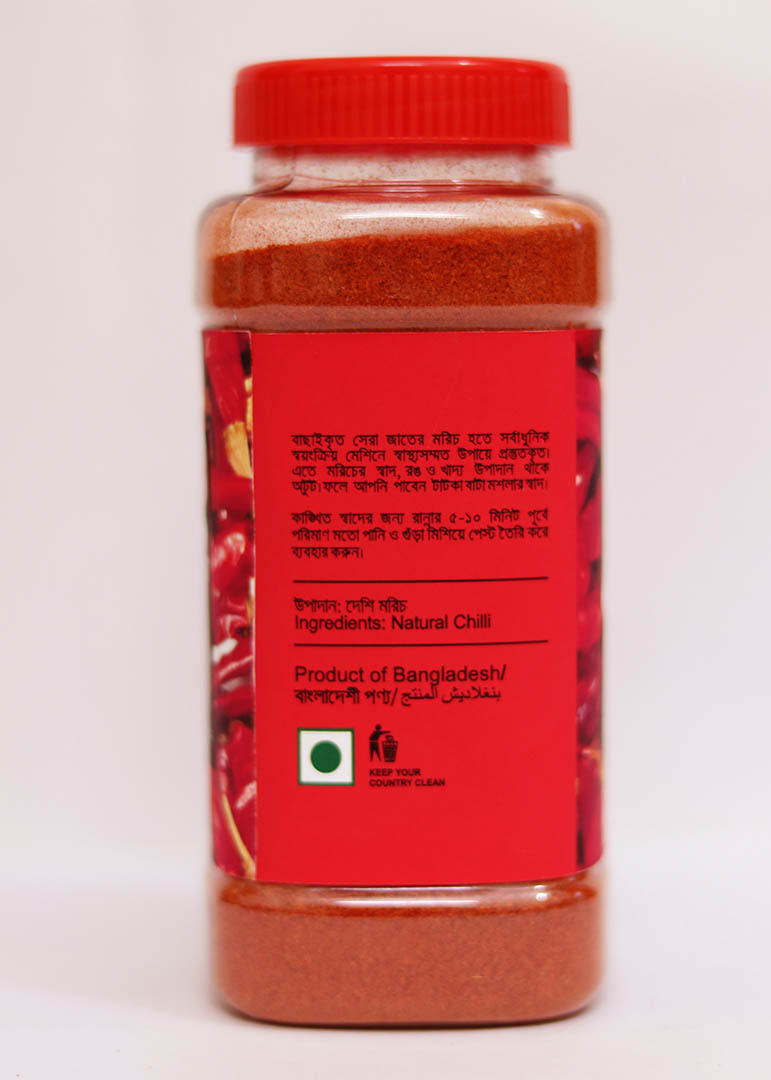 বাছাইকৃত সেরা জাতের মরিচ হতে সর্বাধুনিক
স্বয়ংক্রিয় মেশিনে স্বাস্থ্যসম্মত উপায়ে প্রস্তুতকৃত।
এতে মরিচের স্বাদ, রঙ ও খাদ্য উপাদান থাকে
অটুট। ফলে আপনি পাবেন টাটকা বাটা মশলার স্বাদ।
কাঙ্খিত স্বাদের জন্য রান্নার ৫-১০ মিনিট পূর্বে
পরিমাণ মতো পানি ও গুঁড়া মিশিয়ে পেস্ট তৈরি করে
ব্যবহার করুন।
উপাদান: দেশি মরিচ
Ingredients: Natural Chilli
Product of Bangladesh/
বাংলাদেশী পণ্য/ بنغلاديش المنتج
KEEP YOUR
COUNTRY CLEAN